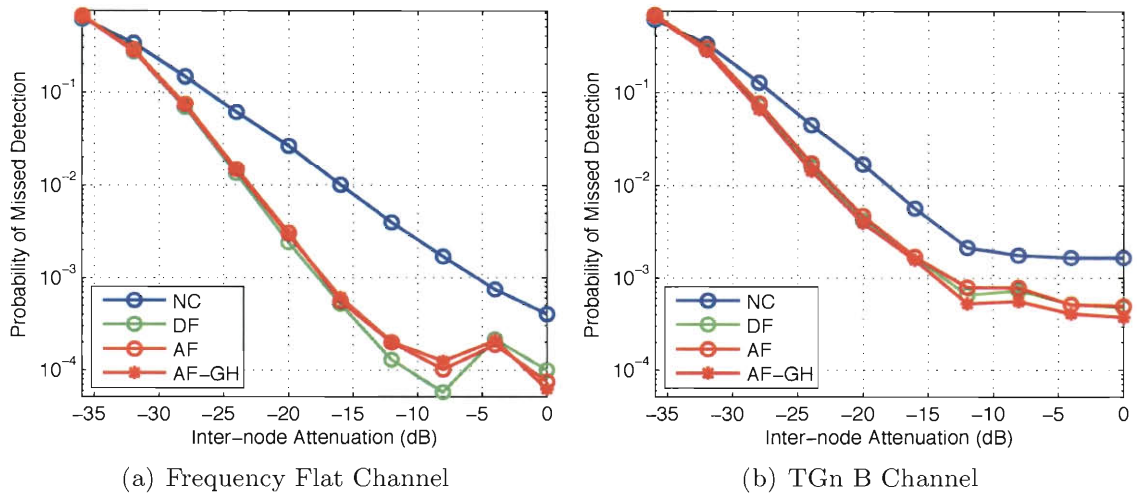 Probability of Missed Detection
10⁻¹
10⁻²
10⁻³
10⁻⁴
NC
DF
AF
AF-GH
−35 −30 −25 −20 −15 −10 −5 0
Inter-node Attenuation (dB)
(a) Frequency Flat Channel
Probability of Missed Detection
10⁻¹
10⁻²
10⁻³
10⁻⁴
NC
DF
AF
AF-GH
−35 −30 −25 −20 −15 −10 −5 0
Inter-node Attenuation (dB)
(b) TGn B Channel